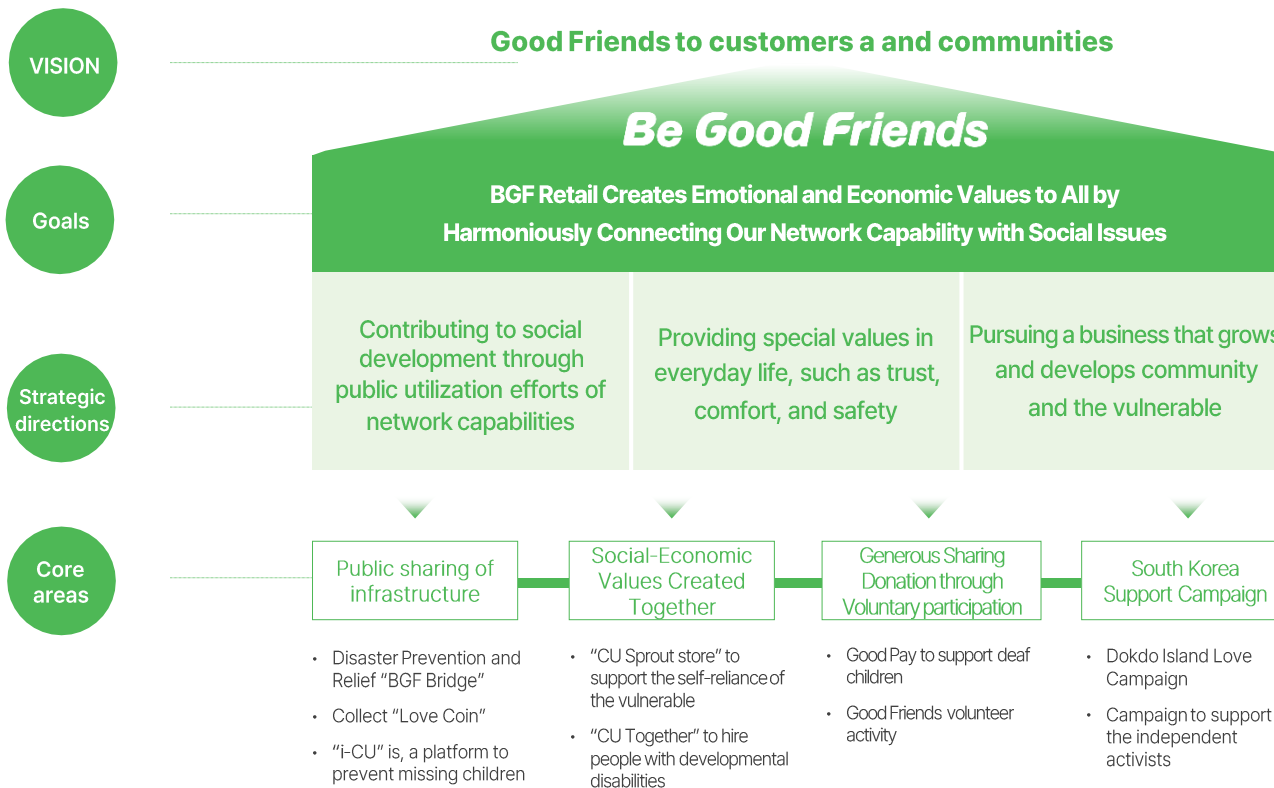 VISION
Good Friends to customers a and communities
Be Good Friends
Goals
BGF Retail Creates Emotional and Economic Values to All by
Harmoniously Connecting Our Network Capability with Social Issues
Strategic
directions
Contributing to social
development through
public utilization efforts of
network capabilities
Providing special values in
everyday life, such as trust,
comfort, and safety
Pursuing a business that grows
and develops community
and the vulnerable
Core
areas
Public sharing of
infrastructure
Social-Economic
Values Created
Together
Generous Sharing
Donation through
Voluntary participation
South Korea
Support Campaign
• Disaster Prevention and
Relief “BGF Bridge”
• Collect “Love Coin”
• “i-CU” is, a platform to
prevent missing children
• “CU Sprout store” to
support the self-reliance of
the vulnerable
• “CU Together” to hire
people with developmental
disabilities
• Good Pay to support deaf
children
• Good Friends volunteer
activity
• Dokdo Island Love
Campaign
• Campaign to support
the independent
activists